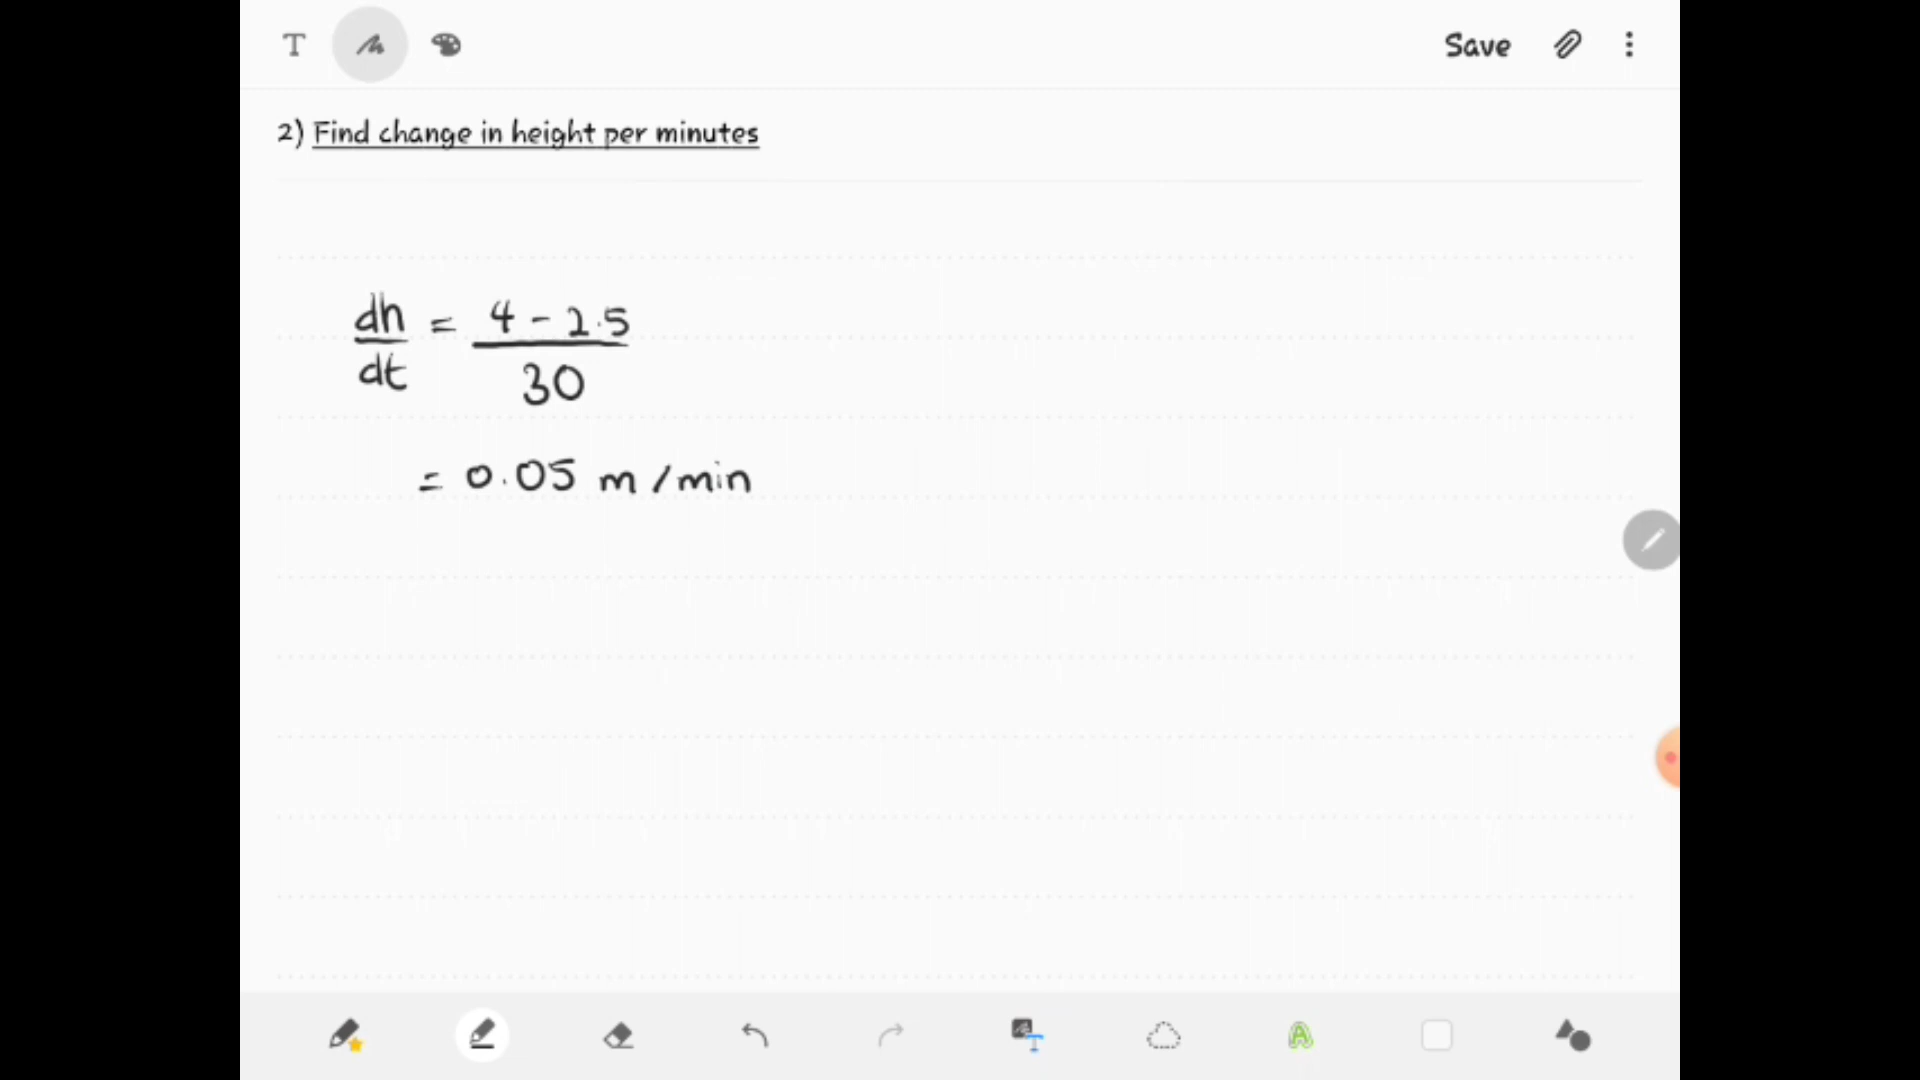 T
Save
2) Find change in height per minutes
dh/dt = 4 - 2.5/30
= 0.05 m/min
T
A